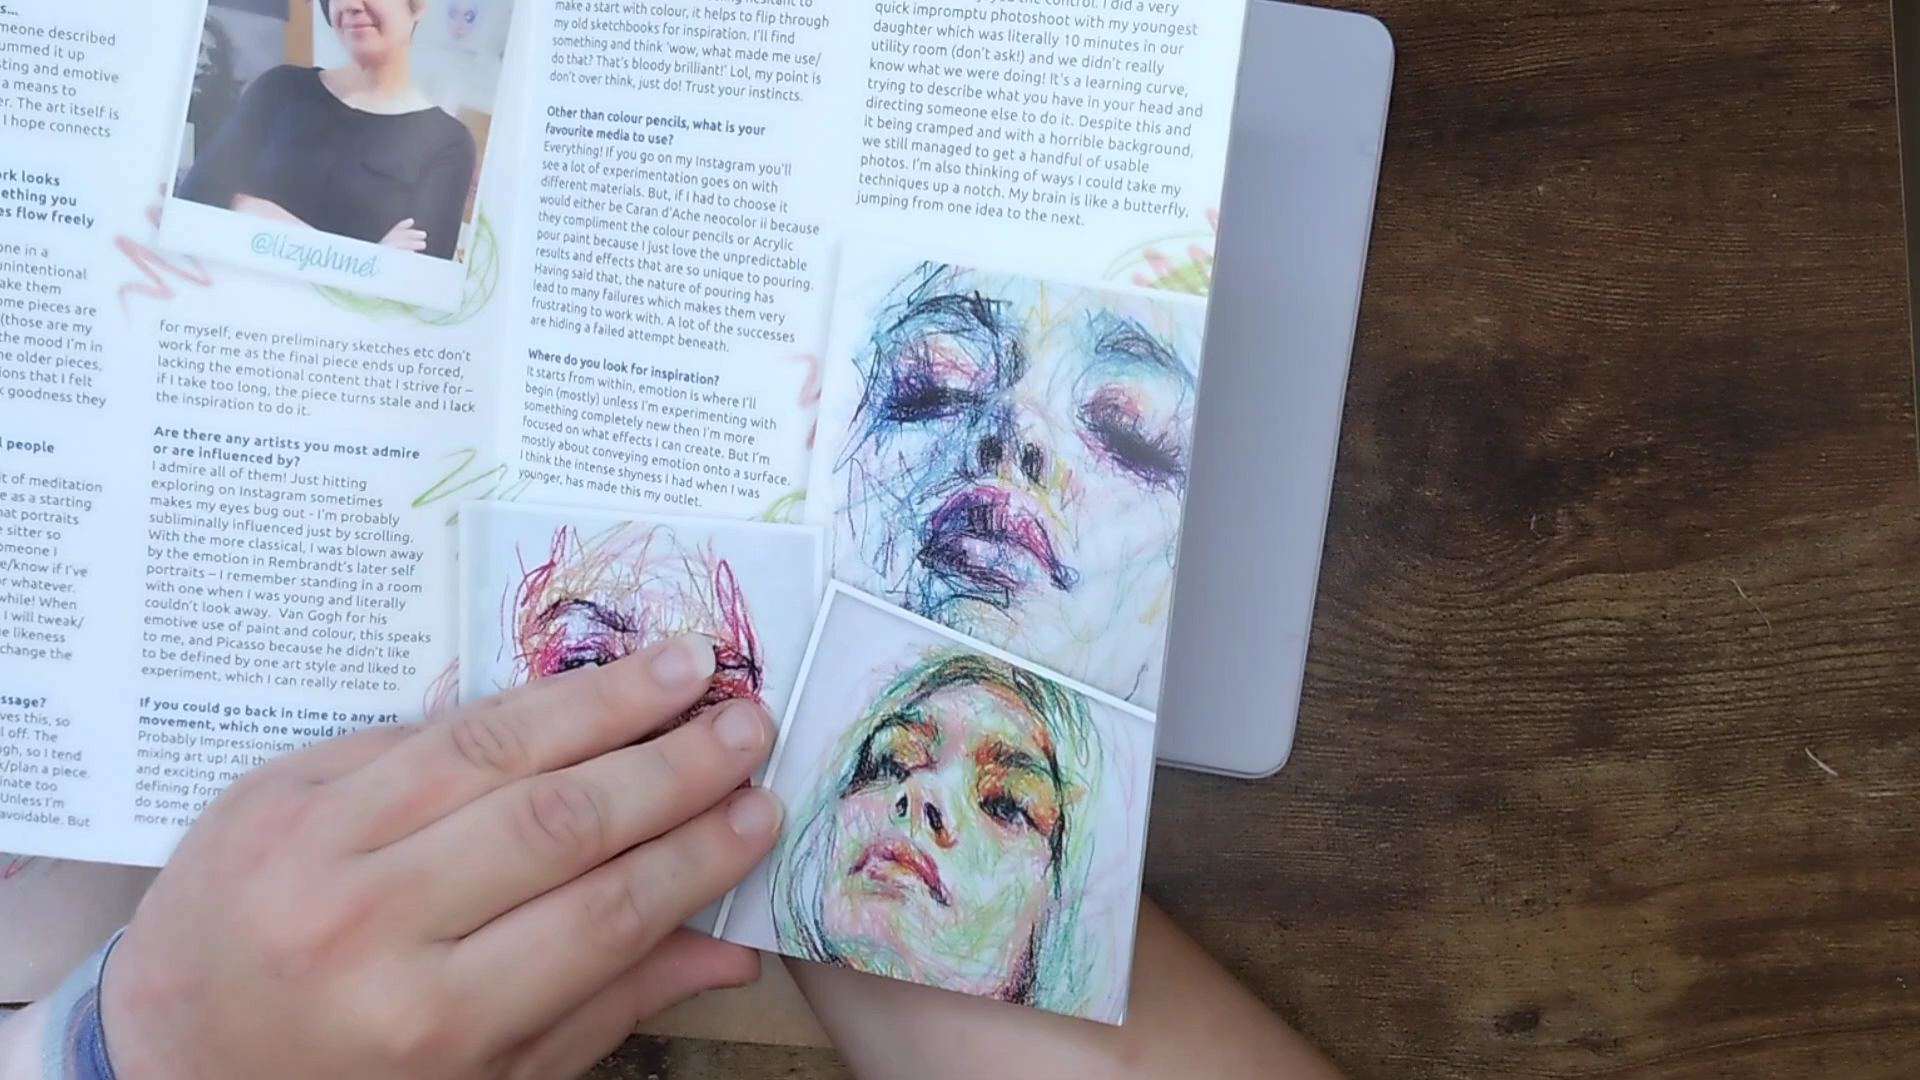 s...
meone described
ummed it up
sting and emotive
a means to
er. The art itself is
I hope connects
ork looks
ething you
es flow freely
one in a
unintentional
ake them
ome pieces are
(those are my
the mood I'm in
ne older pieces,
ions that I felt
k goodness they
l people
it of meditation
e as a starting
hat portraits
e sitter so
omeone I
e/know if I've
or whatever.
while! When
I will tweak/
e likeness
change the
ssage?
ves this, so
l off. The
gh, so I tend
k/plan a piece.
inate too
Unless I'm
avoidable. But
@lizyahmet
for myself, even preliminary sketches etc don't
work for me as the final piece ends up forced,
lacking the emotional content that I strive for –
if I take too long, the piece turns stale and I lack
the inspiration to do it.
Are there any artists you most admire
or are influenced by?
I admire all of them! Just hitting
exploring on Instagram sometimes
makes my eyes bug out - I'm probably
subliminally influenced just by scrolling.
With the more classical, I was blown away
by the emotion in Rembrandt's later self
portraits – I remember standing in a room
with one when I was young and literally
couldn't look away. Van Gogh for his
emotive use of paint and colour, this speaks
to me, and Picasso because he didn't like
to be defined by one art style and liked to
experiment, which I can really relate to.
If you could go back in time to any art
movement, which one would it
Probably Impressionism,
mixing art up! All th
and exciting ma
defining form
do some of
more rela
make a start with colour, it helps to flip through
my old sketchbooks for inspiration. I'll find
something and think 'wow, what made me use/
do that? That's bloody brilliant!' Lol, my point is
don't over think, just do! Trust your instincts.
Other than colour pencils, what is your
favourite media to use?
Everything! If you go on my Instagram you'll
see a lot of experimentation goes on with
different materials. But, if I had to choose it
would either be Caran d'Ache neocolor ii because
they compliment the colour pencils or Acrylic
pour paint because I just love the unpredictable
results and effects that are so unique to pouring.
Having said that, the nature of pouring has
lead to many failures which makes them very
frustrating to work with. A lot of the successes
are hiding a failed attempt beneath.
Where do you look for inspiration?
It starts from within, emotion is where I'll
begin (mostly) unless I'm experimenting with
something completely new then I'm more
focused on what effects I can create. But I'm
mostly about conveying emotion onto a surface.
I think the intense shyness I had when I was
younger, has made this my outlet.
the control. I did a very
quick impromptu photoshoot with my youngest
daughter which was literally 10 minutes in our
utility room (don't ask!) and we didn't really
know what we were doing! It's a learning curve,
trying to describe what you have in your head and
directing someone else to do it. Despite this and
it being cramped and with a horrible background,
we still managed to get a handful of usable
photos. I'm also thinking of ways I could take my
techniques up a notch. My brain is like a butterfly,
jumping from one idea to the next.